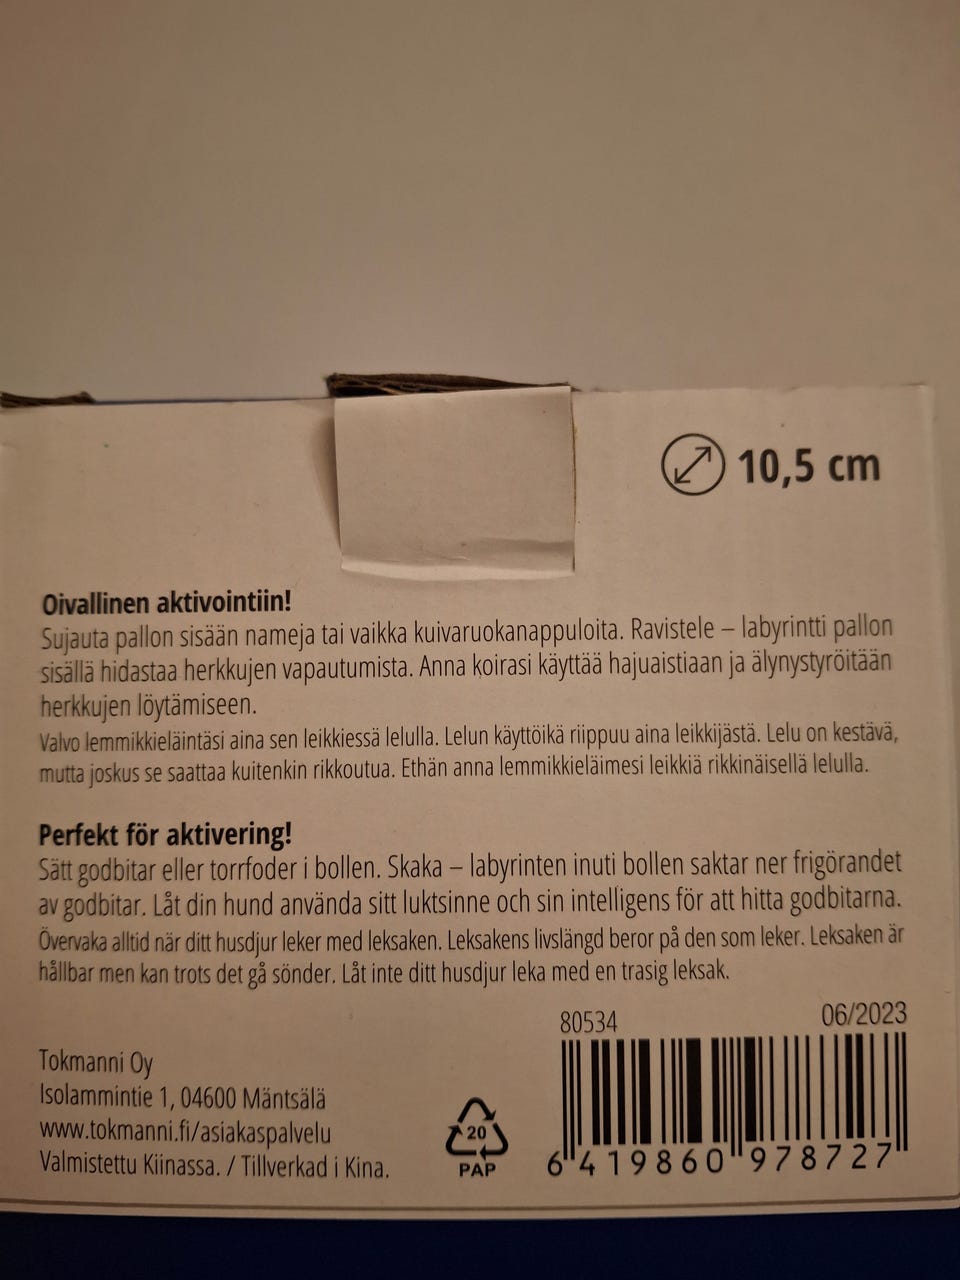 10,5 cm
Oivallinen aktivointiin!
Sujauta pallon sisään nameja tai vaikka kuivaruokanappuloita. Ravistele – labyrintti pallon
sisällä hidastaa herkkujen vapautumista. Anna koirasi käyttää hajuaistiaan ja älynystyröitään
herkkujen löytämiseen.
Valvo lemmikkieläintäsi aina sen leikkiessä lelulla. Lelun käyttöikä riippuu aina leikkijästä. Lelu on kestävä,
mutta joskus se saattaa kuitenkin rikkoutua. Ethän anna lemmikkieläimesi leikkiä rikkinäisellä lelulla.
Perfekt för aktivering!
Sätt godbitar eller torrfoder i bollen. Skaka – labyrinten inuti bollen saktar ner frigörandet
av godbitar. Låt din hund använda sitt luktsinne och sin intelligens för att hitta godbitarna.
Övervaka alltid när ditt husdjur leker med leksaken. Leksakens livslängd beror på den som leker. Leksaken är
hållbar men kan trots det gå sönder. Låt inte ditt husdjur leka med en trasig leksak.
80534 06/2023
Tokmanni Oy
Isolammintie 1, 04600 Mäntsälä
www.tokmanni.fi/asiakaspalvelu
Valmistettu Kiinassa. / Tillverkad i Kina.
20
PAP
6 419860 978727